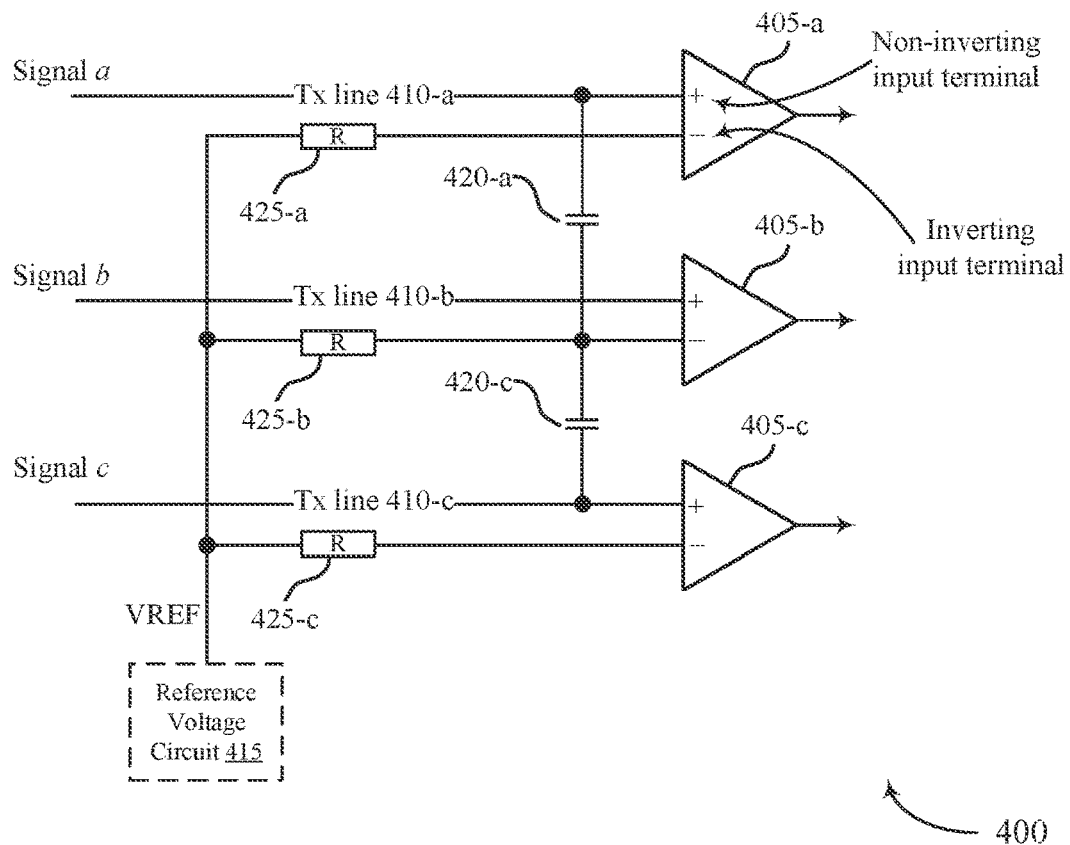 405-a
Non-inverting
input terminal
Signal a
Tx line 410-a
+
R
−
420-a
425-a
405-b
Inverting
input terminal
Signal b
Tx line 410-b
+
R
−
420-c
425-b
405-c
Signal c
Tx line 410-c
+
R
−
VREF
425-c
Reference
Voltage
Circuit 415
400